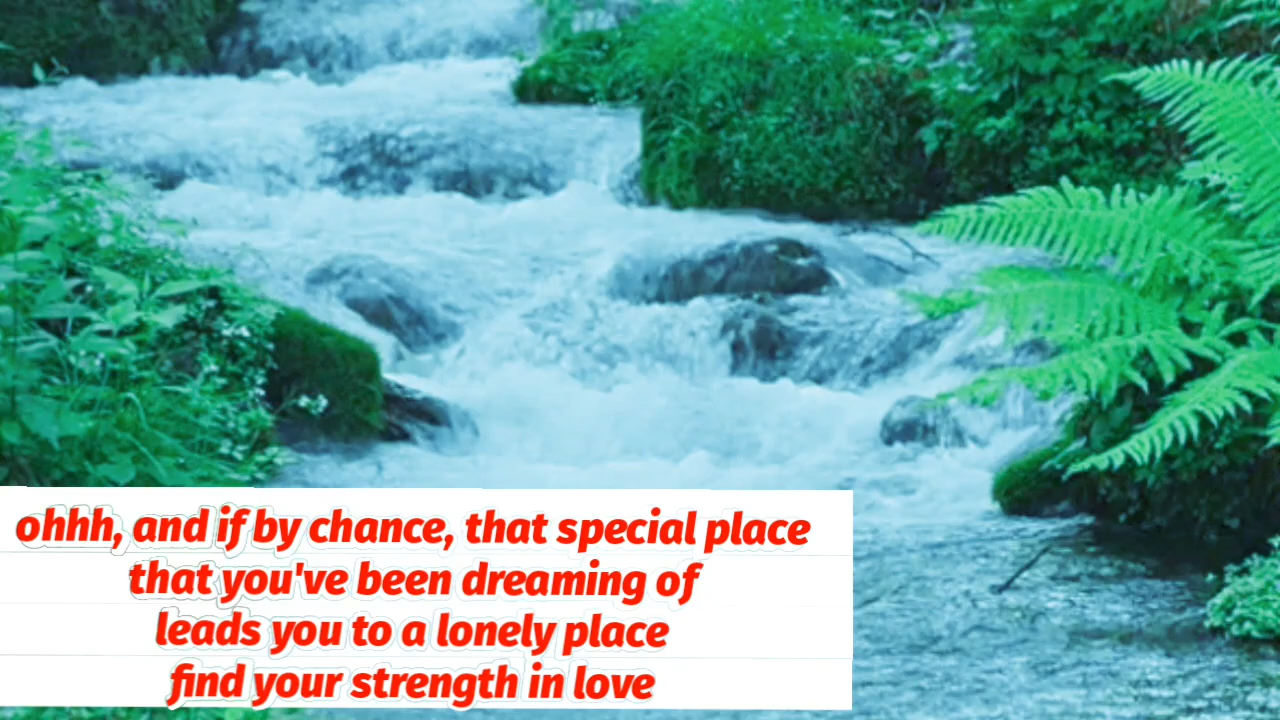 ohhh, and if by chance, that special place
that you've been dreaming of
leads you to a lonely place
find your strength in love